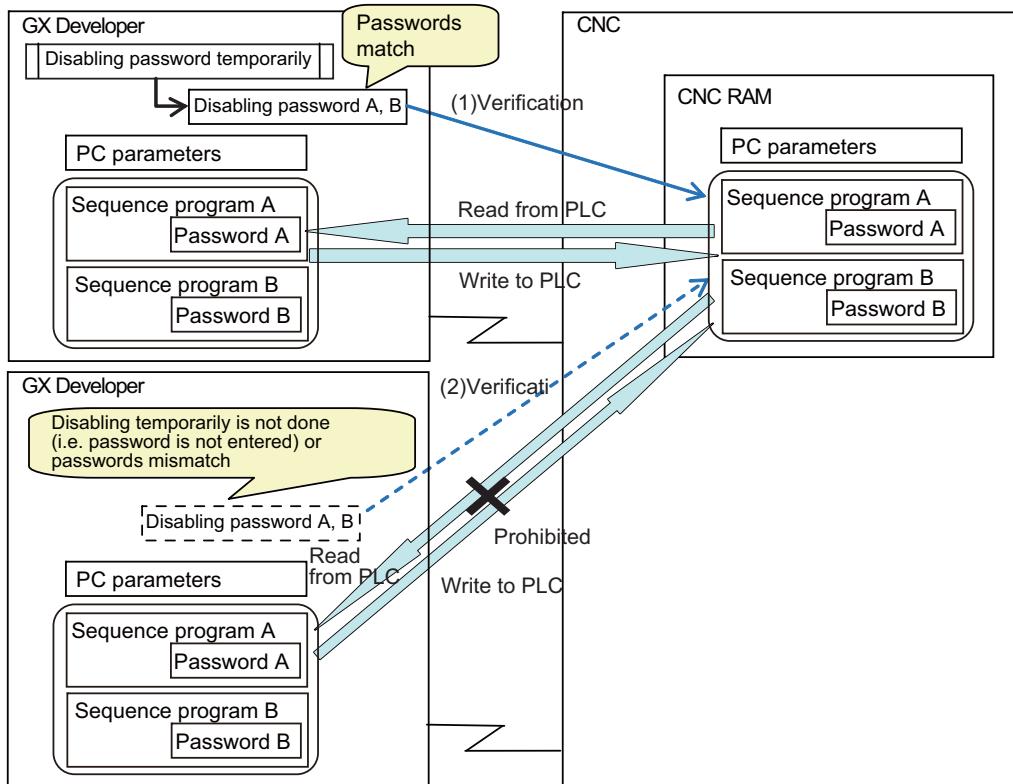 GX Developer
Passwords
match
Disabling password temporarily
Disabling password A, B
(1)Verification
PC parameters
Sequence program A
Password A
Sequence program B
Password B
Read from PLC
Write to PLC
CNC
CNC RAM
PC parameters
Sequence program A
Password A
Sequence program B
Password B
GX Developer
(2)Verificati
Disabling temporarily is not done
(i.e. password is not entered) or
passwords mismatch
Disabling password A, B
Read
from PLC
Prohibited
Write to PLC
PC parameters
Sequence program A
Password A
Sequence program B
Password B